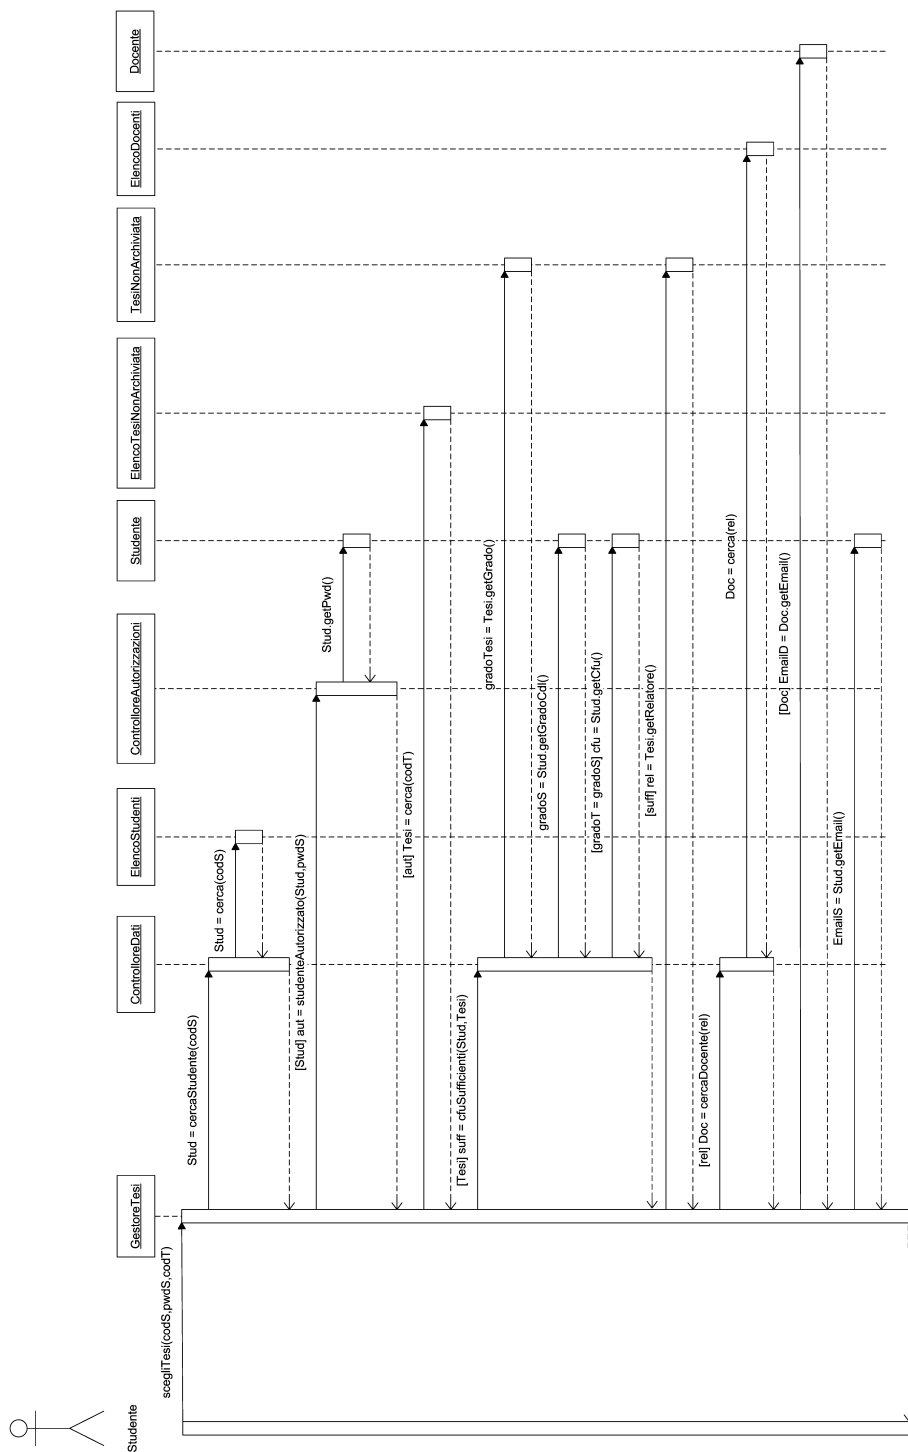 Studente
GestoreTesi
ControlloreDati
ElencoStudenti
ControlloreAutorizzazioni
Studente
ElencoTesiNonArchiviata
TesiNonArchiviata
ElencoDocenti
Docente
scegliTesi(codS,pwdS,codT)
Stud = cercaStudente(codS)
Stud = cerca(codS)
[Stud] aut = studenteAutorizzato(Stud,pwdS)
Stud.getPwd()
[aut] Tesi = cerca(codT)
[Tesi] suff = cfuSufficienti(Stud,Tesi)
gradoTesi = Tesi.getGrado()
gradoS = Stud.getGradoCdl()
[gradoT = gradoS] cfu = Stud.getCfu()
[suff] rel = Tesi.getRelatore()
[rel] Doc = cercaDocente(rel)
Doc = cerca(rel)
[Doc] EmailD = Doc.getEmail()
EmailS = Stud.getEmail()